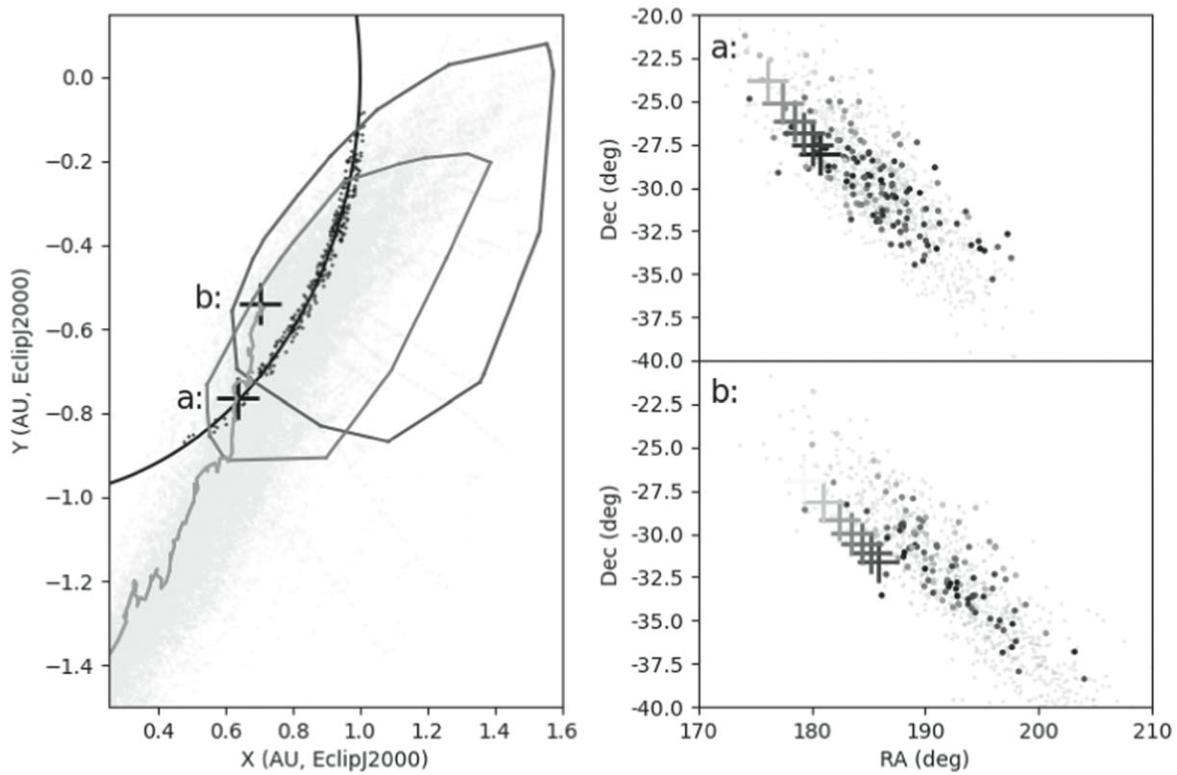 0.0
−0.2
−0.4
−0.6
−0.8
−1.0
−1.2
−1.4
Y (AU, EclipJ2000)
b:
a:
0.4 0.6 0.8 1.0 1.2 1.4 1.6
X (AU, EclipJ2000)
a:
-20.0
-22.5
-25.0
-27.5
-30.0
-32.5
-35.0
-37.5
-40.0
Dec (deg)
b:
-22.5
-25.0
-27.5
-30.0
-32.5
-35.0
-37.5
-40.0
Dec (deg)
170 180 190 200 210
RA (deg)